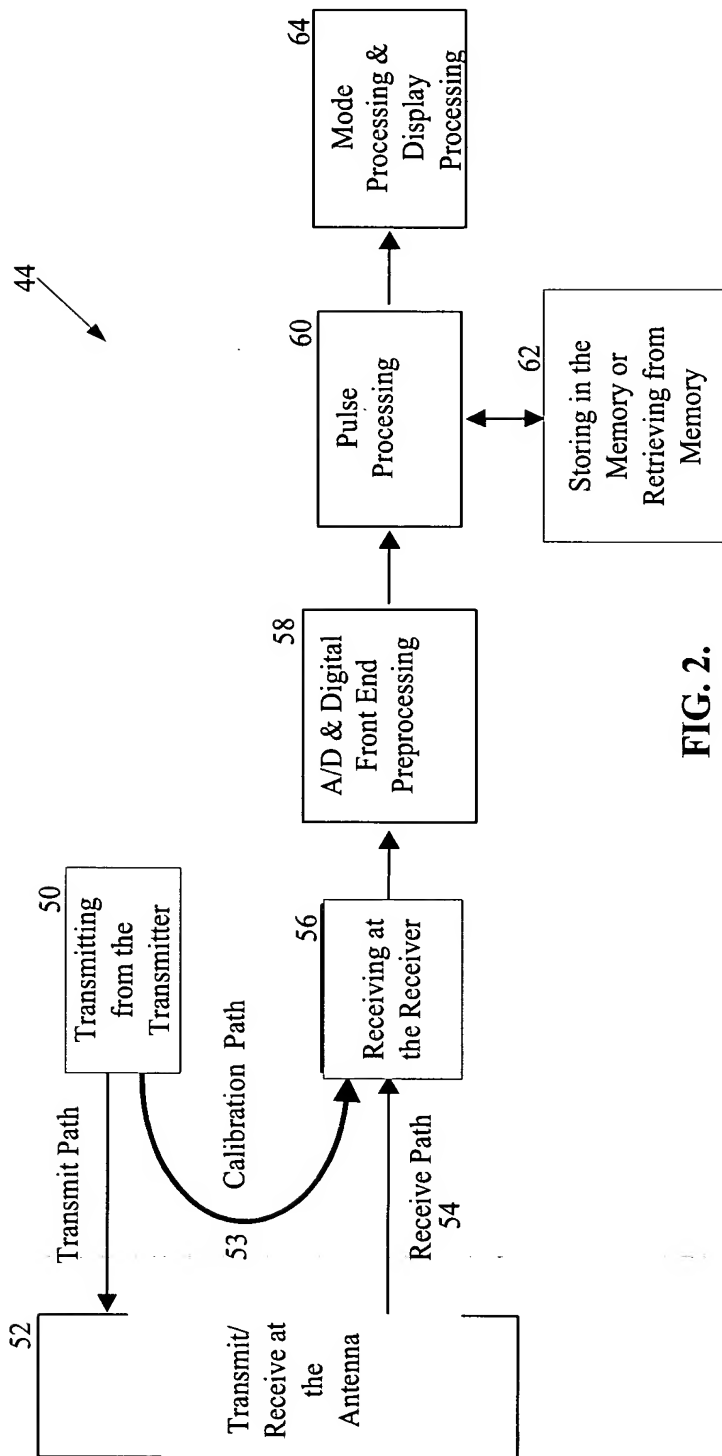 44
52
Transmit/
Receive at
the
Antenna
Transmit Path
50
Transmitting
from the
Transmitter
53
Calibration Path
Receive Path
54
56
Receiving at
the Receiver
58
A/D & Digital
Front End
Preprocessing
60
Pulse
Processing
62
Storing in the
Memory or
Retrieving from
Memory
64
Mode
Processing &
Display
Processing
FIG. 2.